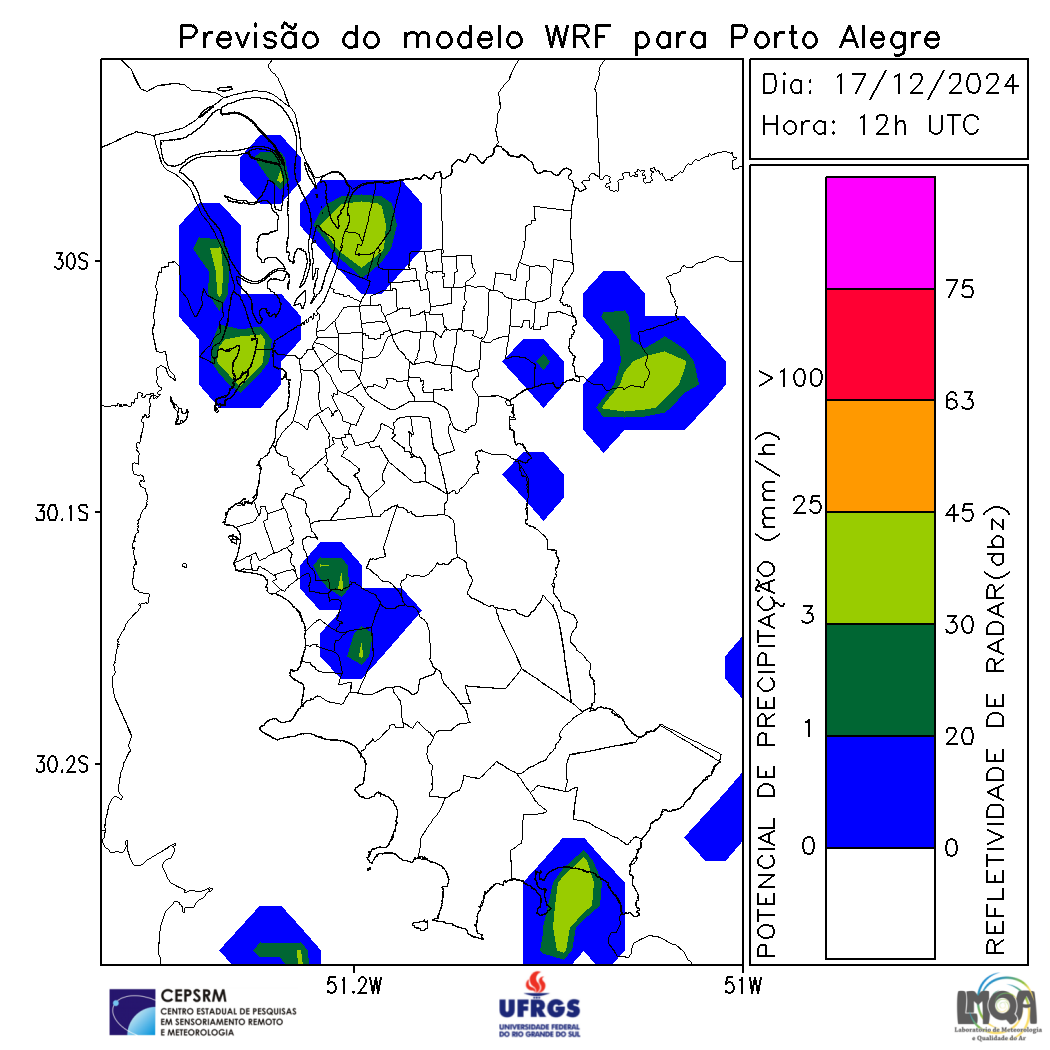 Previsão do modelo WRF para Porto Alegre
Dia: 17/12/2024
Hora: 12h UTC
30S
30.1S
30.2S
51.2W
51W
POTENCIAL DE PRECIPITAÇÃO (mm/h)
>100
25
3
1
0
75
63
45
30
20
0
REFLETIVIDADE DE RADAR(dbz)
CEPSRM
CENTRO ESTADUAL DE PESQUISAS
EM SENSORIAMENTO REMOTO
E METEOROLOGIA
UFRGS
UNIVERSIDADE FEDERAL
DO RIO GRANDE DO SUL
LMQA
Laboratório de Meteorologia
e Qualidade do Ar